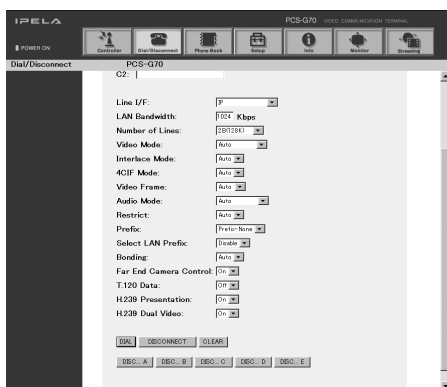 IPELA
PCS-G70 VIDEO COMMUNICATION TERMINAL
POWER ON
Controller Dial/Disconnect Phone Book Setup Info Monitor Streaming
Dial/Disconnect PCS-G70
C2:
Line I/F: IP
LAN Bandwidth: 1024 Kbps
Number of Lines: 2B(128K)
Video Mode: Auto
Interlace Mode: Auto
4CIF Mode: Auto
Video Frame: Auto
Audio Mode: Auto
Restrict: Auto
Prefix: Prefix-None
Select LAN Prefix: Disable
Bonding: Auto
Far End Camera Control: On
T.120 Data: Off
H.239 Presentation: On
H.239 Dual Video: On
DIAL DISCONNECT CLEAR
DISC... A DISC... B DISC... C DISC... D DISC... E